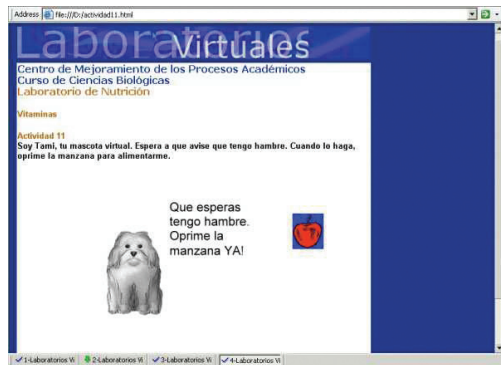 Address file:///D:/actividad11.html
Laboratorios
Virtuales
Centro de Mejoramiento de los Procesos Académicos
Curso de Ciencias Biológicas
Laboratorio de Nutrición
Vitaminas
Actividad 11
Soy Tami, tu mascota virtual. Espera a que avise que tengo hambre. Cuando lo haga,
oprime la manzana para alimentarme.
Que esperas
tengo hambre.
Oprime la
manzana YA!
1-Laboratorios Vi 2-Laboratorios Vi 3-Laboratorios Vi 4-Laboratorios Vi